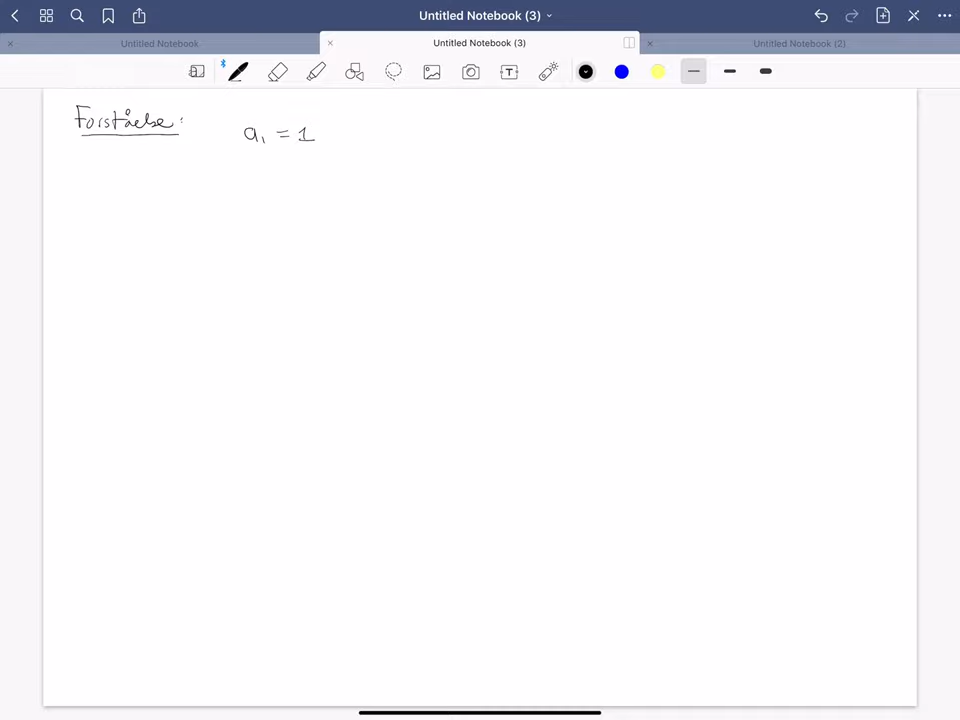 Untitled Notebook (3)
Untitled Notebook
Untitled Notebook (3)
Untitled Notebook (2)
T
Forståelse:
a₁ = 1